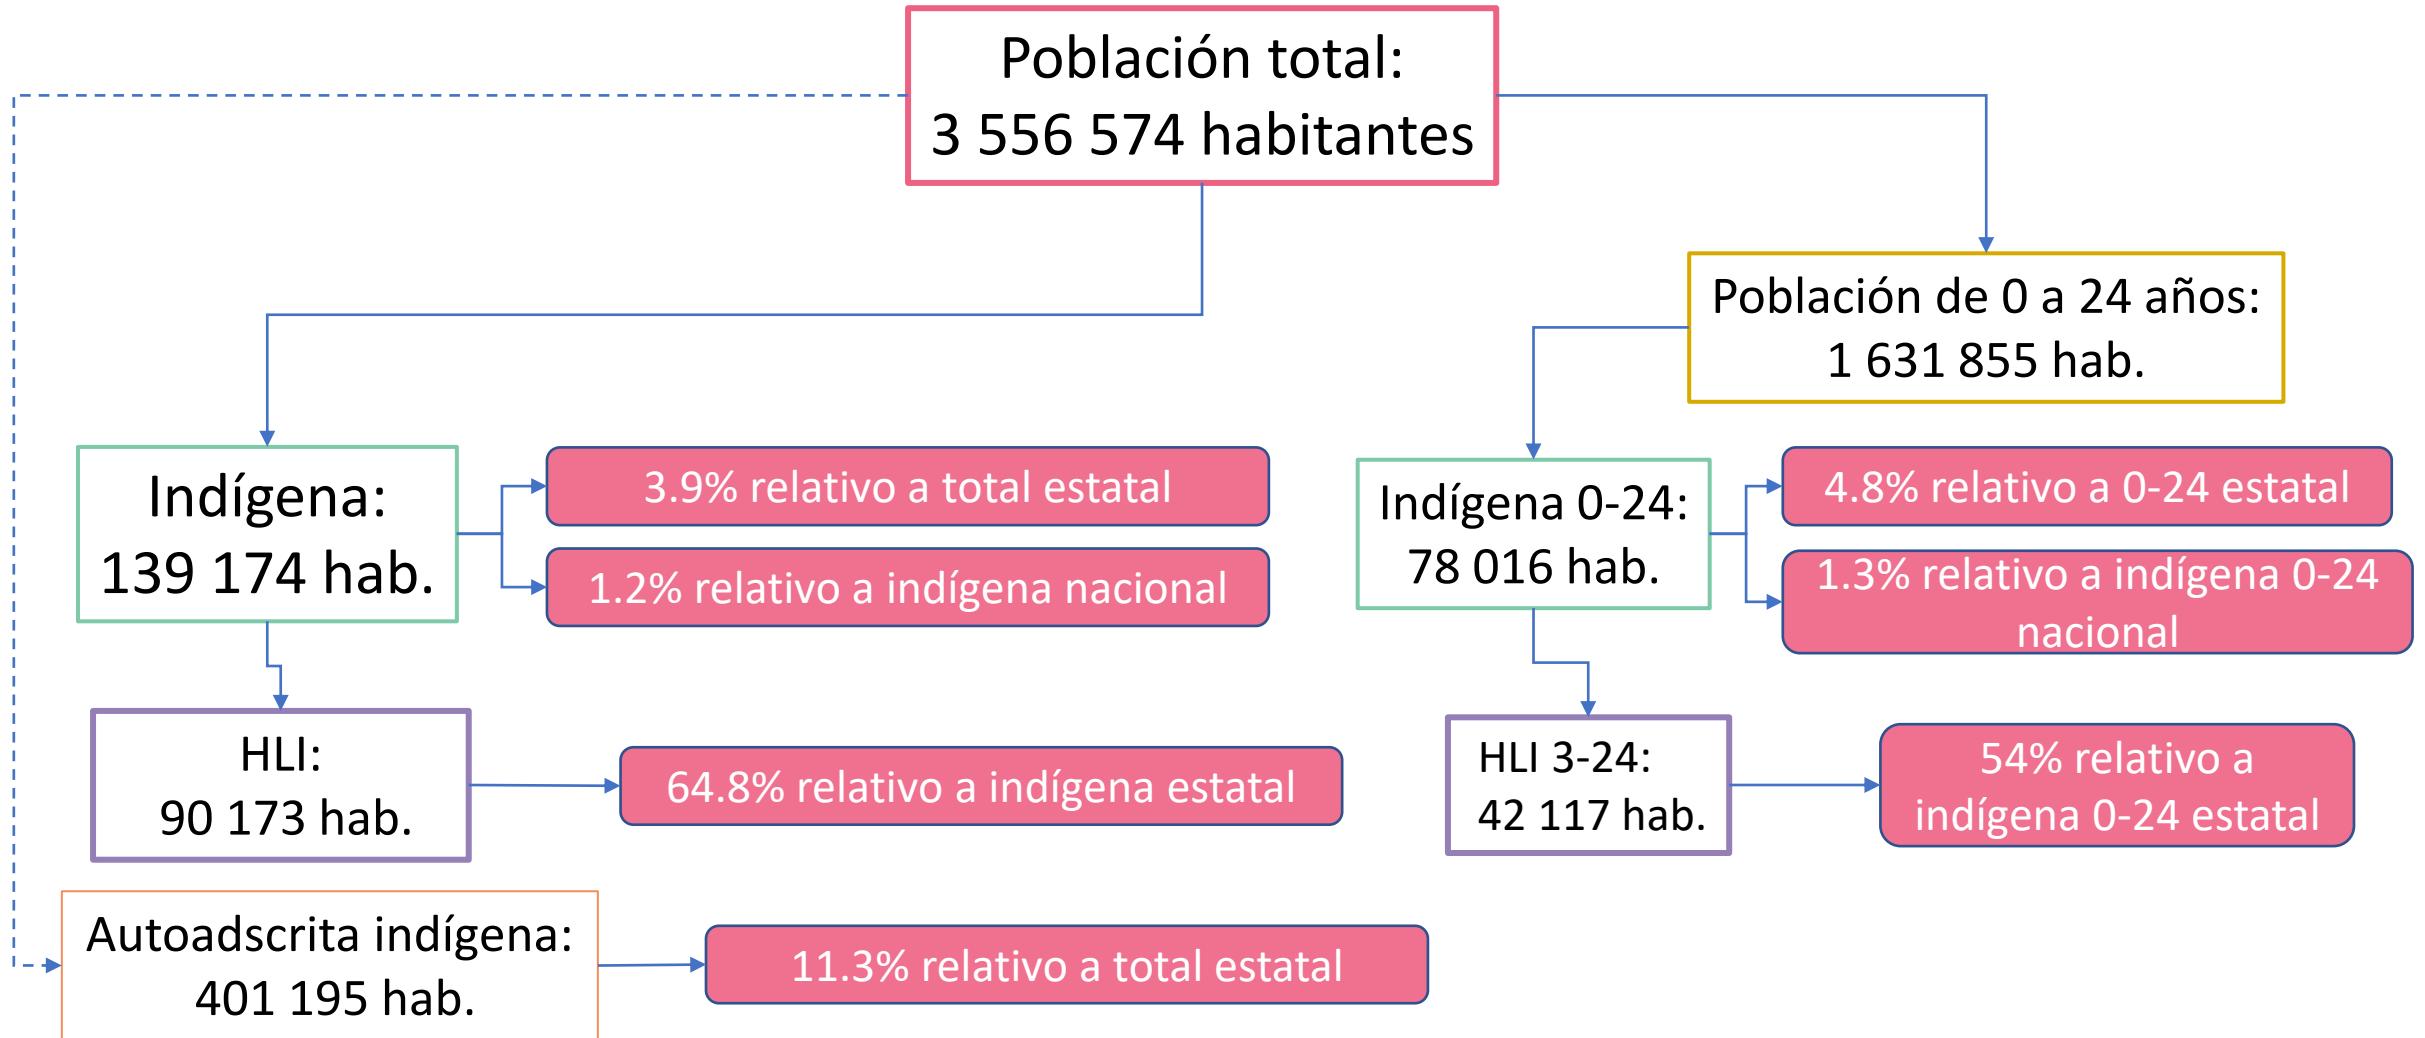 Población total:
3 556 574 habitantes
Población de 0 a 24 años:
1 631 855 hab.
Indígena:
139 174 hab.
3.9% relativo a total estatal
1.2% relativo a indígena nacional
Indígena 0-24:
78 016 hab.
4.8% relativo a 0-24 estatal
1.3% relativo a indígena 0-24
nacional
HLI:
90 173 hab.
64.8% relativo a indígena estatal
HLI 3-24:
42 117 hab.
54% relativo a
indígena 0-24 estatal
Autoadscrita indígena:
401 195 hab.
11.3% relativo a total estatal